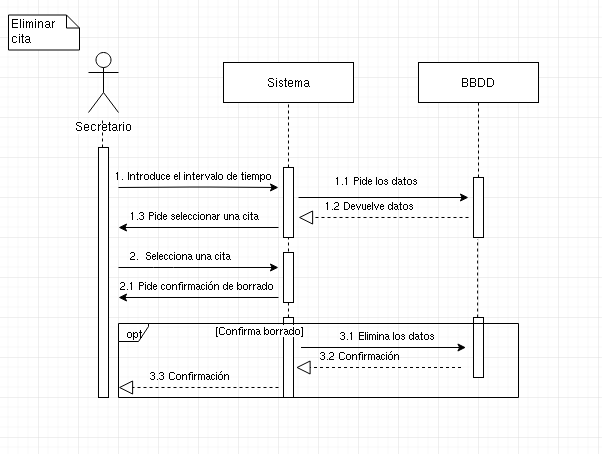 Eliminar
cita
Secretario
Sistema
BBDD
1. Introduce el intervalo de tiempo
1.1 Pide los datos
1.2 Devuelve datos
1.3 Pide seleccionar una cita
2. Selecciona una cita
2.1 Pide confirmación de borrado
opt
[Confirma borrado]
3.1 Elimina los datos
3.2 Confirmación
3.3 Confirmación